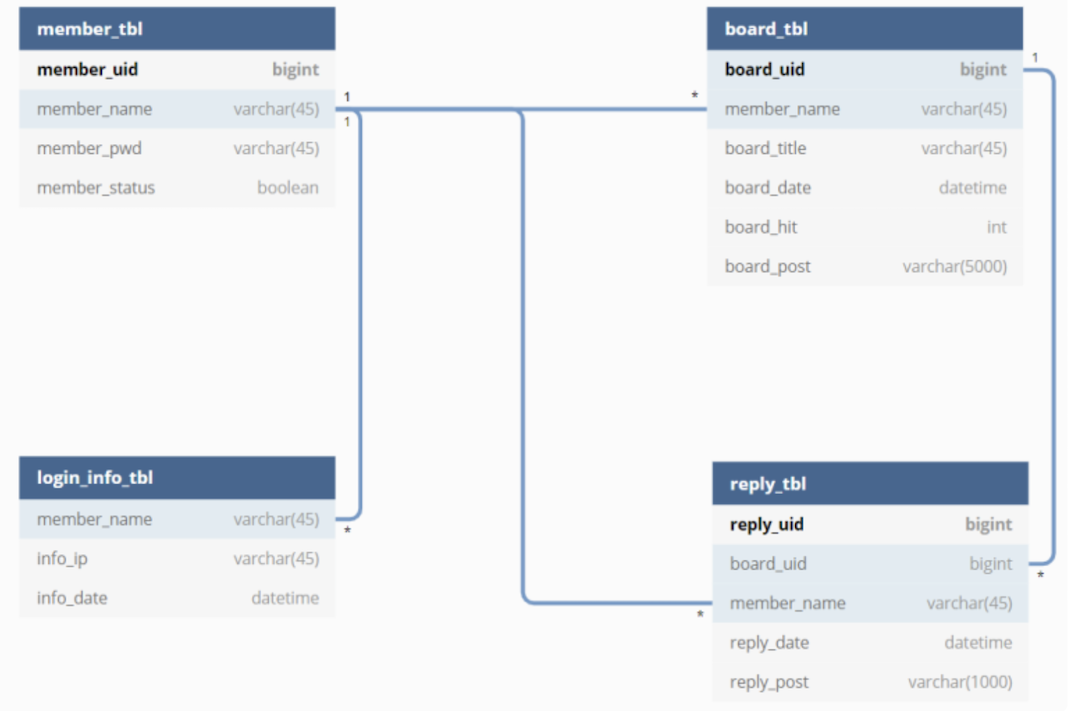 member_tbl
member_uid bigint
member_name varchar(45)
member_pwd varchar(45)
member_status boolean
1
1
*
board_tbl
board_uid bigint
member_name varchar(45)
board_title varchar(45)
board_date datetime
board_hit int
board_post varchar(5000)
1
login_info_tbl
member_name varchar(45)
info_ip varchar(45)
info_date datetime
*
reply_tbl
reply_uid bigint
board_uid bigint
member_name varchar(45)
reply_date datetime
reply_post varchar(1000)
*
*